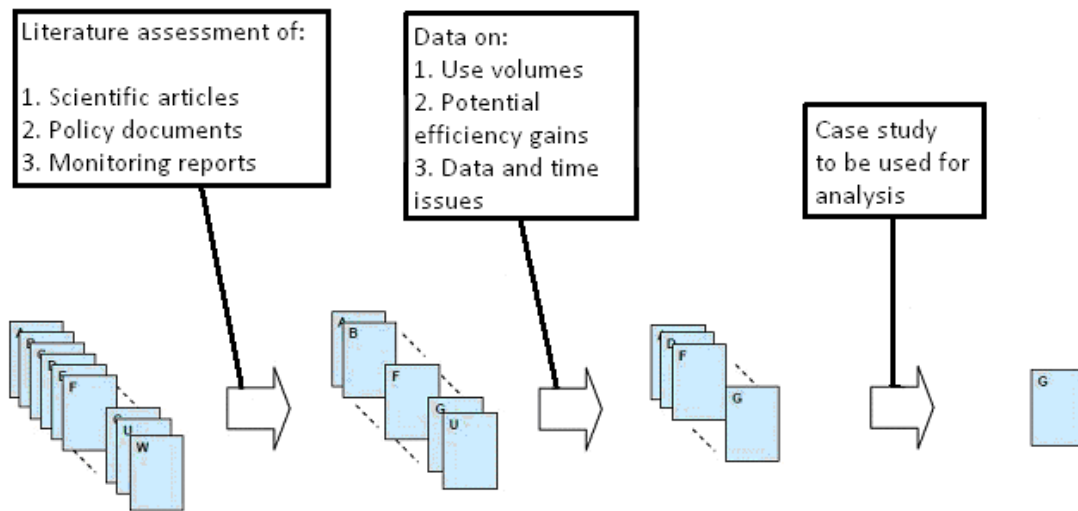 Literature assessment of:
1. Scientific articles
2. Policy documents
3. Monitoring reports
Data on:
1. Use volumes
2. Potential
efficiency gains
3. Data and time
issues
Case study
to be used for
analysis
A
B
C
D
E
F
G
U
W
A
B
F
G
U
A
D
F
G
G